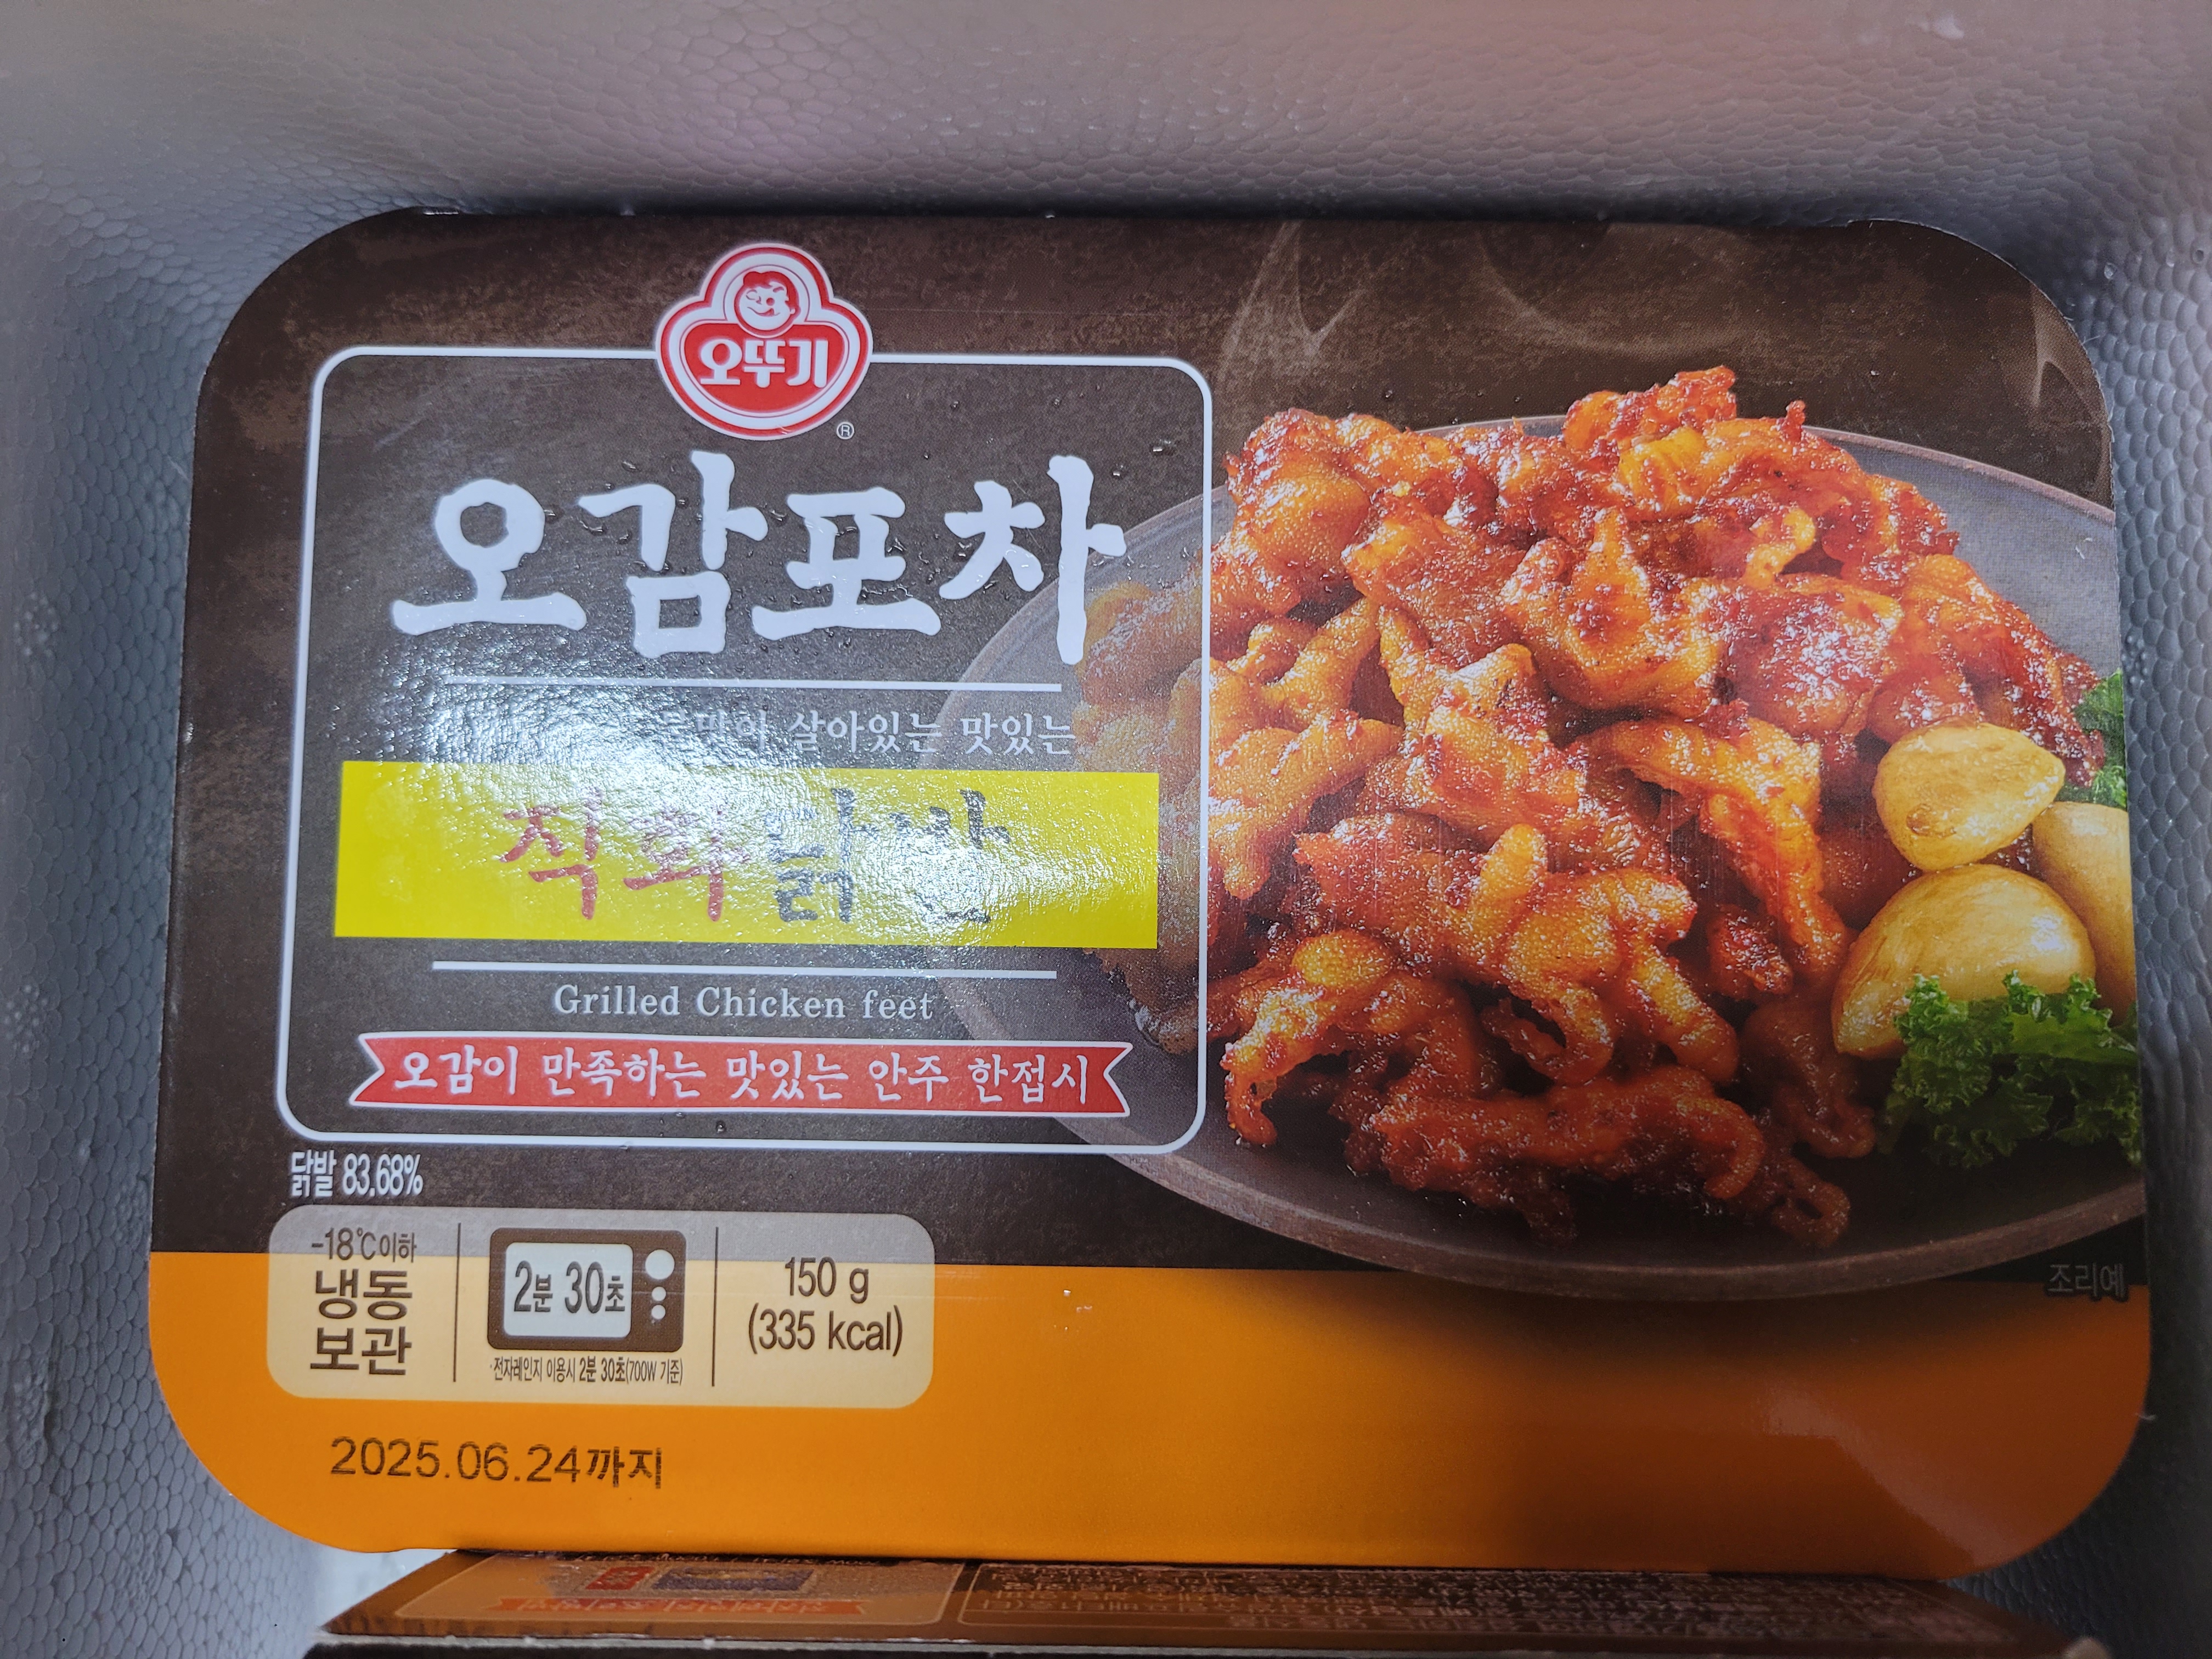 오뚜기
®
오감포차
살아있는 맛있는
직화닭발
Grilled Chicken feet
오감이 만족하는 맛있는 안주 한접시
닭발 83.68%
-18℃이하
냉동
보관
2분 30초
·전자레인지 이용시 2분 30초(700W 기준)
150 g
(335 kcal)
조리예
2025.06.24까지